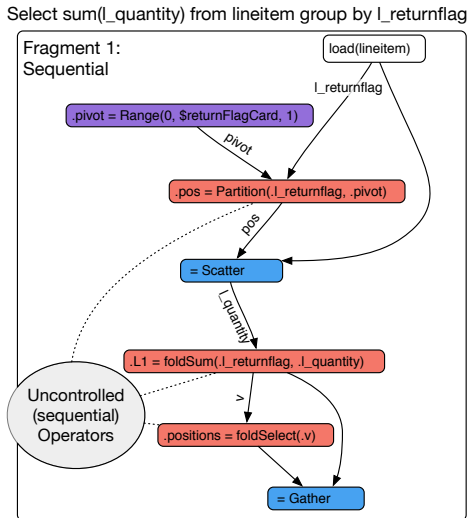 Select sum(l_quantity) from lineitem group by l_returnflag
Fragment 1:
Sequential
load(lineitem)
l_returnflag
.pivot = Range(0, $returnFlagCard, 1)
pivot
.pos = Partition(.l_returnflag, .pivot)
pos
= Scatter
l_quantity
.L1 = foldSum(.l_returnflag, .l_quantity)
Uncontrolled
(sequential)
Operators
v
.positions = foldSelect(.v)
= Gather